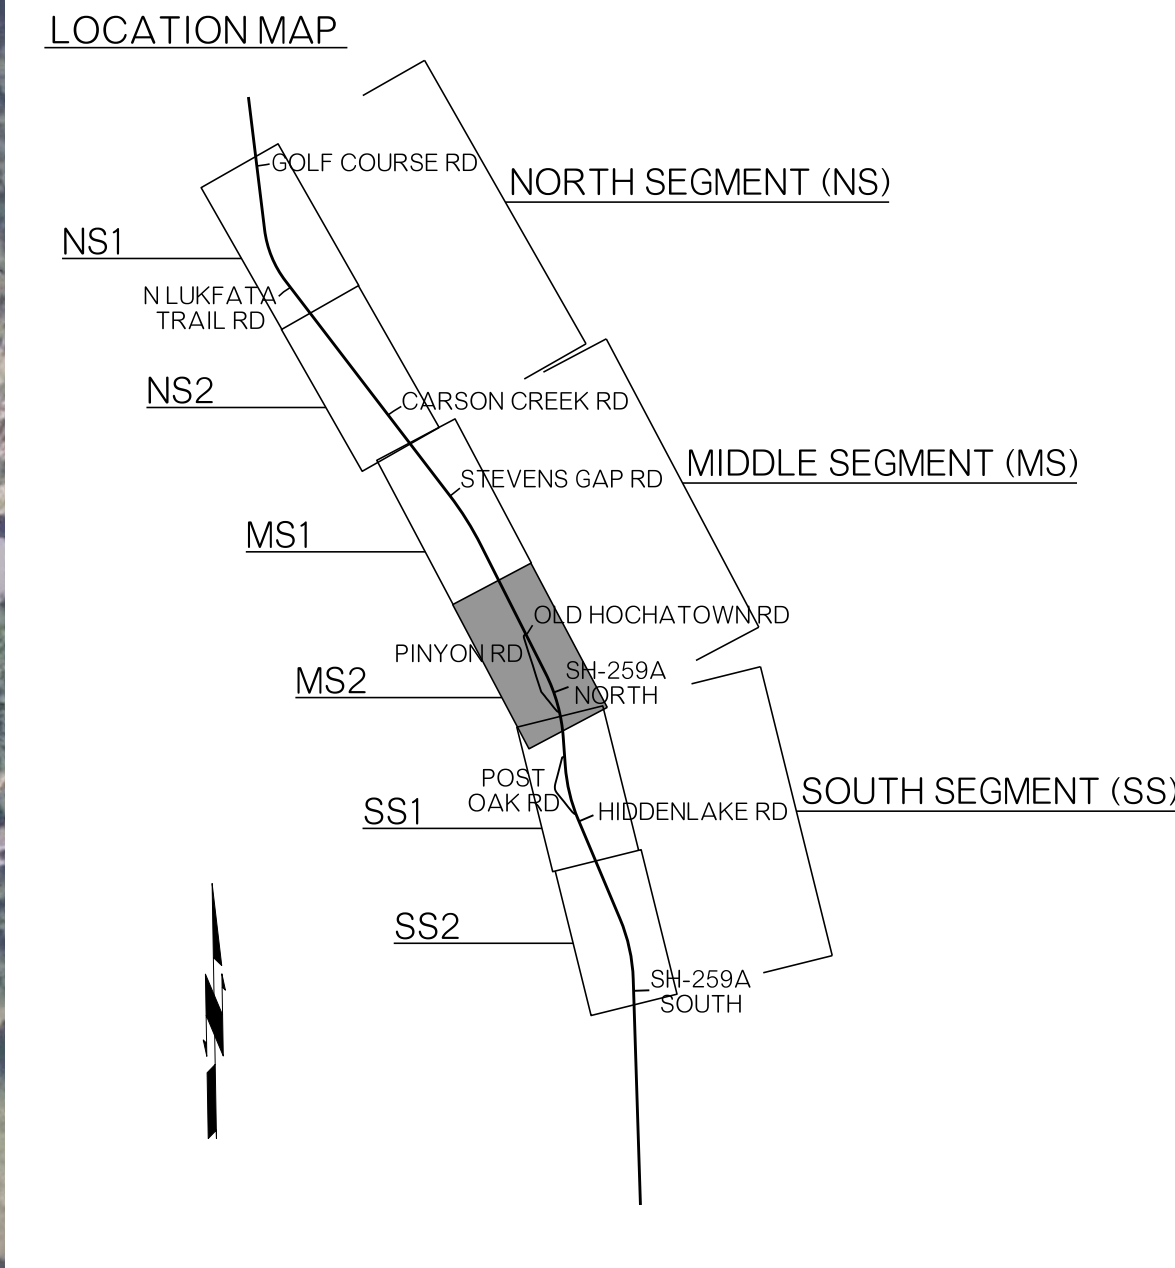 LOCATION MAP
GOLF COURSE RD
NORTH SEGMENT (NS)
NS1
N LUKFATA
TRAIL RD
NS2
CARSON CREEK RD
MIDDLE SEGMENT (MS)
STEVENS GAP RD
MS1
OLD HOCHATOWN RD
PINYON RD
SH-259A
NORTH
MS2
POST
OAK RD
SOUTH SEGMENT (SS)
SS1
HIDDENLAKE RD
SS2
SH-259A
SOUTH